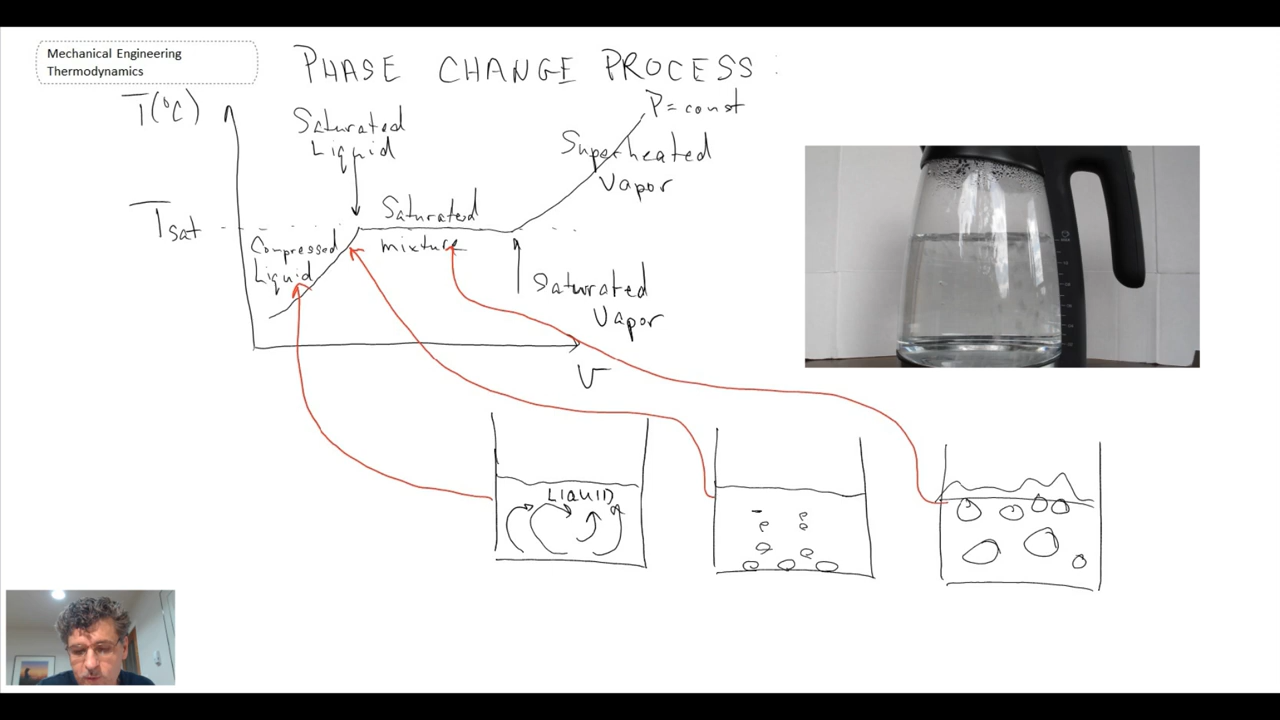 Mechanical Engineering
Thermodynamics
PHASE CHANGE PROCESS:
T(°C)
P=const
Saturated
Liquid
Superheated
Vapor
Tsat
Saturated
mixture
Compressed
Liquid
Saturated
Vapor
v
LIQUID